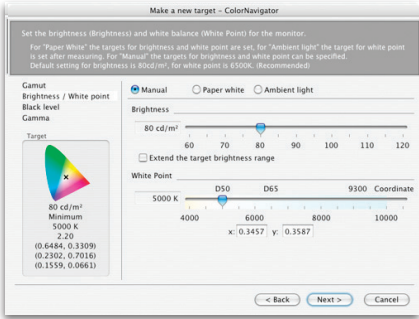 Make a new target – ColorNavigator
Set the brightness (Brightness) and white balance (White Point) for the monitor.
For "Paper White" the targets for brightness and white point are set, for "Ambient light" the target for white point
is set after measuring. For "Manual" the targets for brightness and white point can be specified.
Default setting for brightness is 80cd/m², for white point is 6500K. (Recommended)
Gamut
Brightness / White point
Black level
Gamma
Target
80 cd/m²
Minimum
5000 K
2.20
(0.6484, 0.3309)
(0.2302, 0.7016)
(0.1559, 0.0661)
Manual Paper white Ambient light
Brightness
80 cd/m²
60 70 80 90 100 110 120
Extend the target brightness range
White Point
D50 D65 9300 Coordinate
5000 K
4000 6000 8000 10000
x: 0.3457 y: 0.3587
< Back Next > Cancel